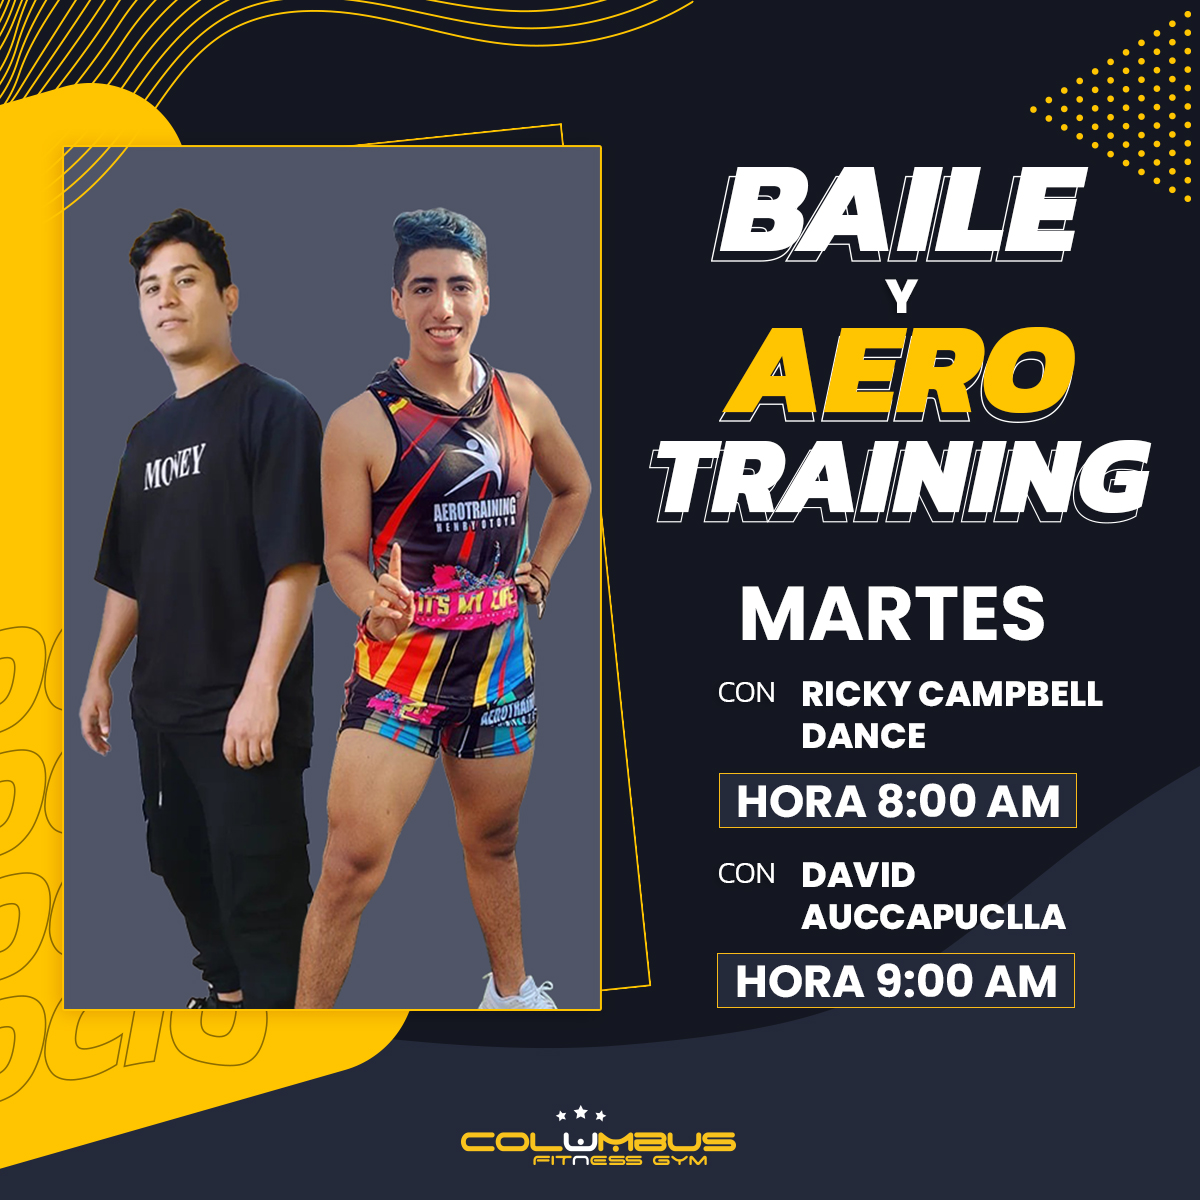 BAILE
Y
AERO
TRAINING
MARTES
CON RICKY CAMPBELL
DANCE
HORA 8:00 AM
CON DAVID
AUCCAPUCLLA
HORA 9:00 AM
MONEY
AEROTRAINING
HENRY OTOYA
IT'S MY LIFE
COLUMBUS
FITNESS GYM